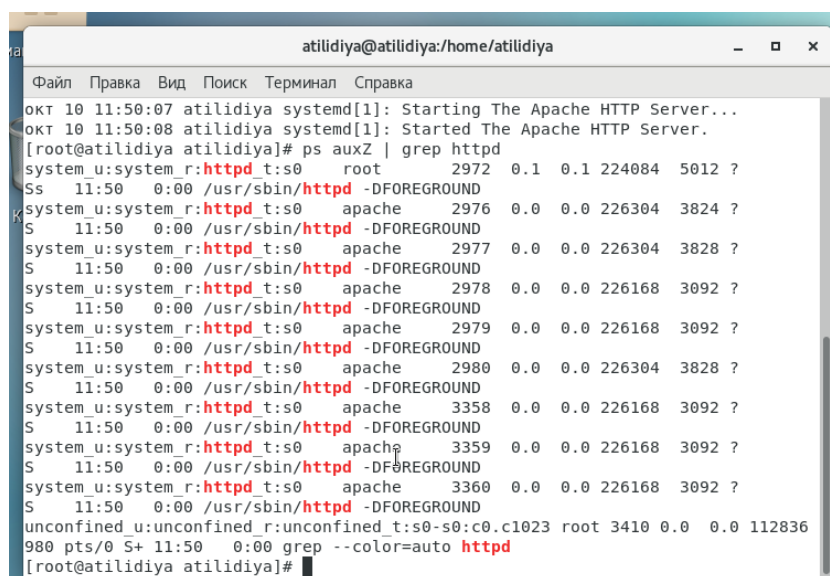 atilidiya@atilidiya:/home/atilidiya
Файл Правка Вид Поиск Терминал Справка
окт 10 11:50:07 atilidiya systemd[1]: Starting The Apache HTTP Server...
окт 10 11:50:08 atilidiya systemd[1]: Started The Apache HTTP Server.
[root@atilidiya atilidiya]# ps auxZ | grep httpd
system_u:system_r:httpd_t:s0    root      2972  0.1  0.1 224084  5012 ?
Ss   11:50   0:00 /usr/sbin/httpd -DFOREGROUND
system_u:system_r:httpd_t:s0    apache    2976  0.0  0.0 226304  3824 ?
S    11:50   0:00 /usr/sbin/httpd -DFOREGROUND
system_u:system_r:httpd_t:s0    apache    2977  0.0  0.0 226304  3828 ?
S    11:50   0:00 /usr/sbin/httpd -DFOREGROUND
system_u:system_r:httpd_t:s0    apache    2978  0.0  0.0 226168  3092 ?
S    11:50   0:00 /usr/sbin/httpd -DFOREGROUND
system_u:system_r:httpd_t:s0    apache    2979  0.0  0.0 226168  3092 ?
S    11:50   0:00 /usr/sbin/httpd -DFOREGROUND
system_u:system_r:httpd_t:s0    apache    2980  0.0  0.0 226304  3828 ?
S    11:50   0:00 /usr/sbin/httpd -DFOREGROUND
system_u:system_r:httpd_t:s0    apache    3358  0.0  0.0 226168  3092 ?
S    11:50   0:00 /usr/sbin/httpd -DFOREGROUND
system_u:system_r:httpd_t:s0    apache    3359  0.0  0.0 226168  3092 ?
S    11:50   0:00 /usr/sbin/httpd -DFOREGROUND
system_u:system_r:httpd_t:s0    apache    3360  0.0  0.0 226168  3092 ?
S    11:50   0:00 /usr/sbin/httpd -DFOREGROUND
unconfined_u:unconfined_r:unconfined_t:s0-s0:c0.c1023 root 3410 0.0  0.0 112836
980 pts/0 S+ 11:50   0:00 grep --color=auto httpd
[root@atilidiya atilidiya]#